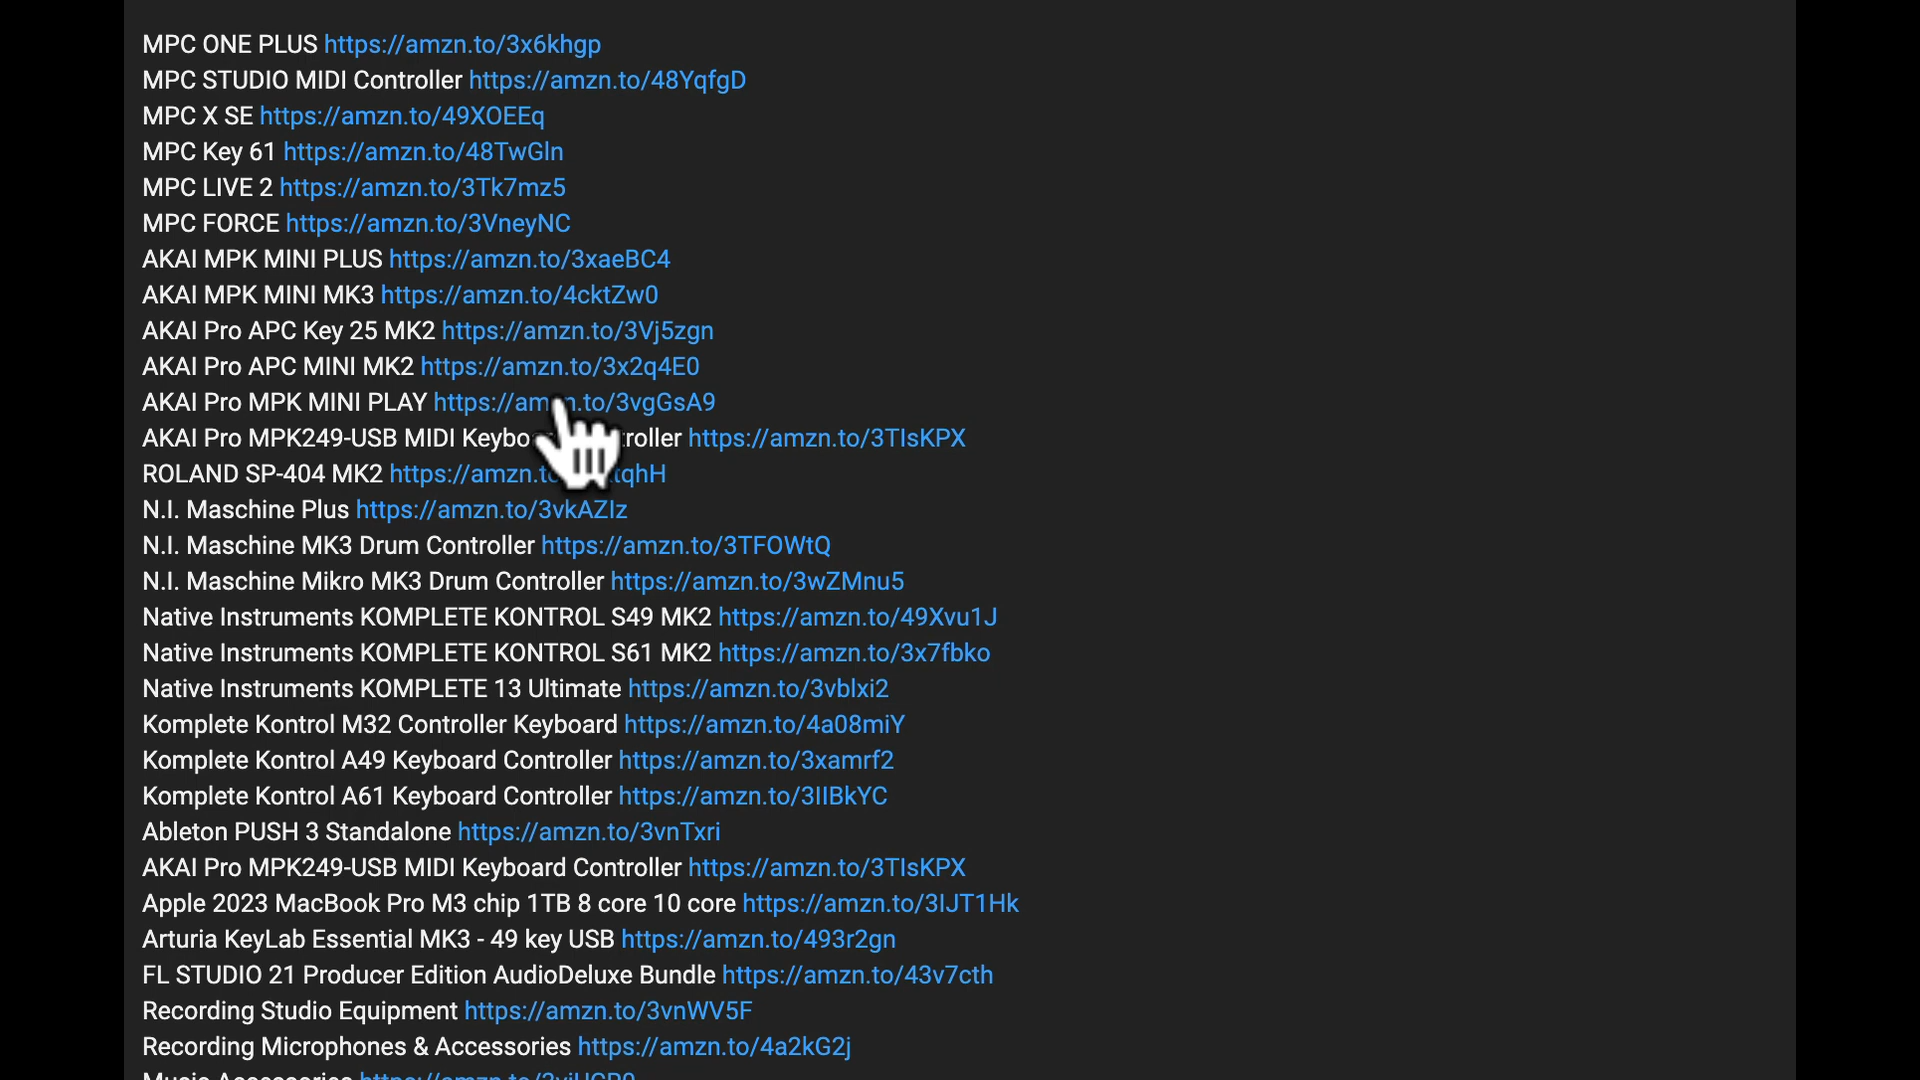 MPC ONE PLUS https://amzn.to/3x6khgp
MPC STUDIO MIDI Controller https://amzn.to/48YqfgD
MPC X SE https://amzn.to/49XOEEq
MPC Key 61 https://amzn.to/48TwGln
MPC LIVE 2 https://amzn.to/3Tk7mz5
MPC FORCE https://amzn.to/3VneyNC
AKAI MPK MINI PLUS https://amzn.to/3xaeBC4
AKAI MPK MINI MK3 https://amzn.to/4cktZw0
AKAI Pro APC Key 25 MK2 https://amzn.to/3Vj5zgn
AKAI Pro APC MINI MK2 https://amzn.to/3x2q4E0
AKAI Pro MPK MINI PLAY https://amzn.to/3vgGsA9
AKAI Pro MPK249-USB MIDI Keyboard Controller https://amzn.to/3TIsKPX
ROLAND SP-404 MK2
N.I. Maschine Plus https://amzn.to/3vkAZIz
N.I. Maschine MK3 Drum Controller https://amzn.to/3TFOWtQ
N.I. Maschine Mikro MK3 Drum Controller https://amzn.to/3wZMnu5
Native Instruments KOMPLETE KONTROL S49 MK2 https://amzn.to/49Xvu1J
Native Instruments KOMPLETE KONTROL S61 MK2 https://amzn.to/3x7fbko
Native Instruments KOMPLETE 13 Ultimate https://amzn.to/3vblxi2
Komplete Kontrol M32 Controller Keyboard https://amzn.to/4a08miY
Komplete Kontrol A49 Keyboard Controller https://amzn.to/3xamrf2
Komplete Kontrol A61 Keyboard Controller https://amzn.to/3IIBkYC
Ableton PUSH 3 Standalone https://amzn.to/3vnTxri
AKAI Pro MPK249-USB MIDI Keyboard Controller https://amzn.to/3TIsKPX
Apple 2023 MacBook Pro M3 chip 1TB 8 core 10 core https://amzn.to/3IJT1Hk
Arturia KeyLab Essential MK3 - 49 key USB https://amzn.to/493r2gn
FL STUDIO 21 Producer Edition AudioDeluxe Bundle https://amzn.to/43v7cth
Recording Studio Equipment https://amzn.to/3vnWV5F
Recording Microphones & Accessories https://amzn.to/4a2kG2j
Music Accessories